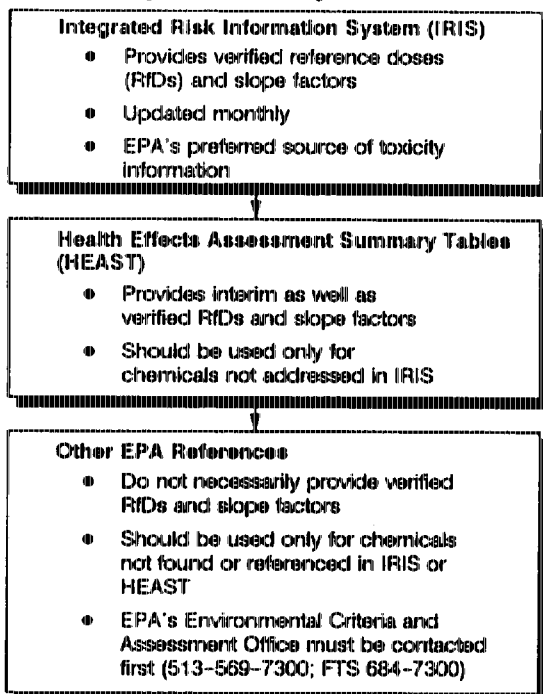 Integrated Risk Information System (IRIS)
● Provides verified reference doses
(RfDs) and slope factors
● Updated monthly
● EPA's preferred source of toxicity
information
Health Effects Assessment Summary Tables
(HEAST)
● Provides interim as well as
verified RfDs and slope factors
● Should be used only for
chemicals not addressed in IRIS
Other EPA References
● Do not necessarily provide verified
RfDs and slope factors
● Should be used only for chemicals
not found or referenced in IRIS or
HEAST
● EPA's Environmental Criteria and
Assessment Office must be contacted
first (513-569-7300; FTS 684-7300)